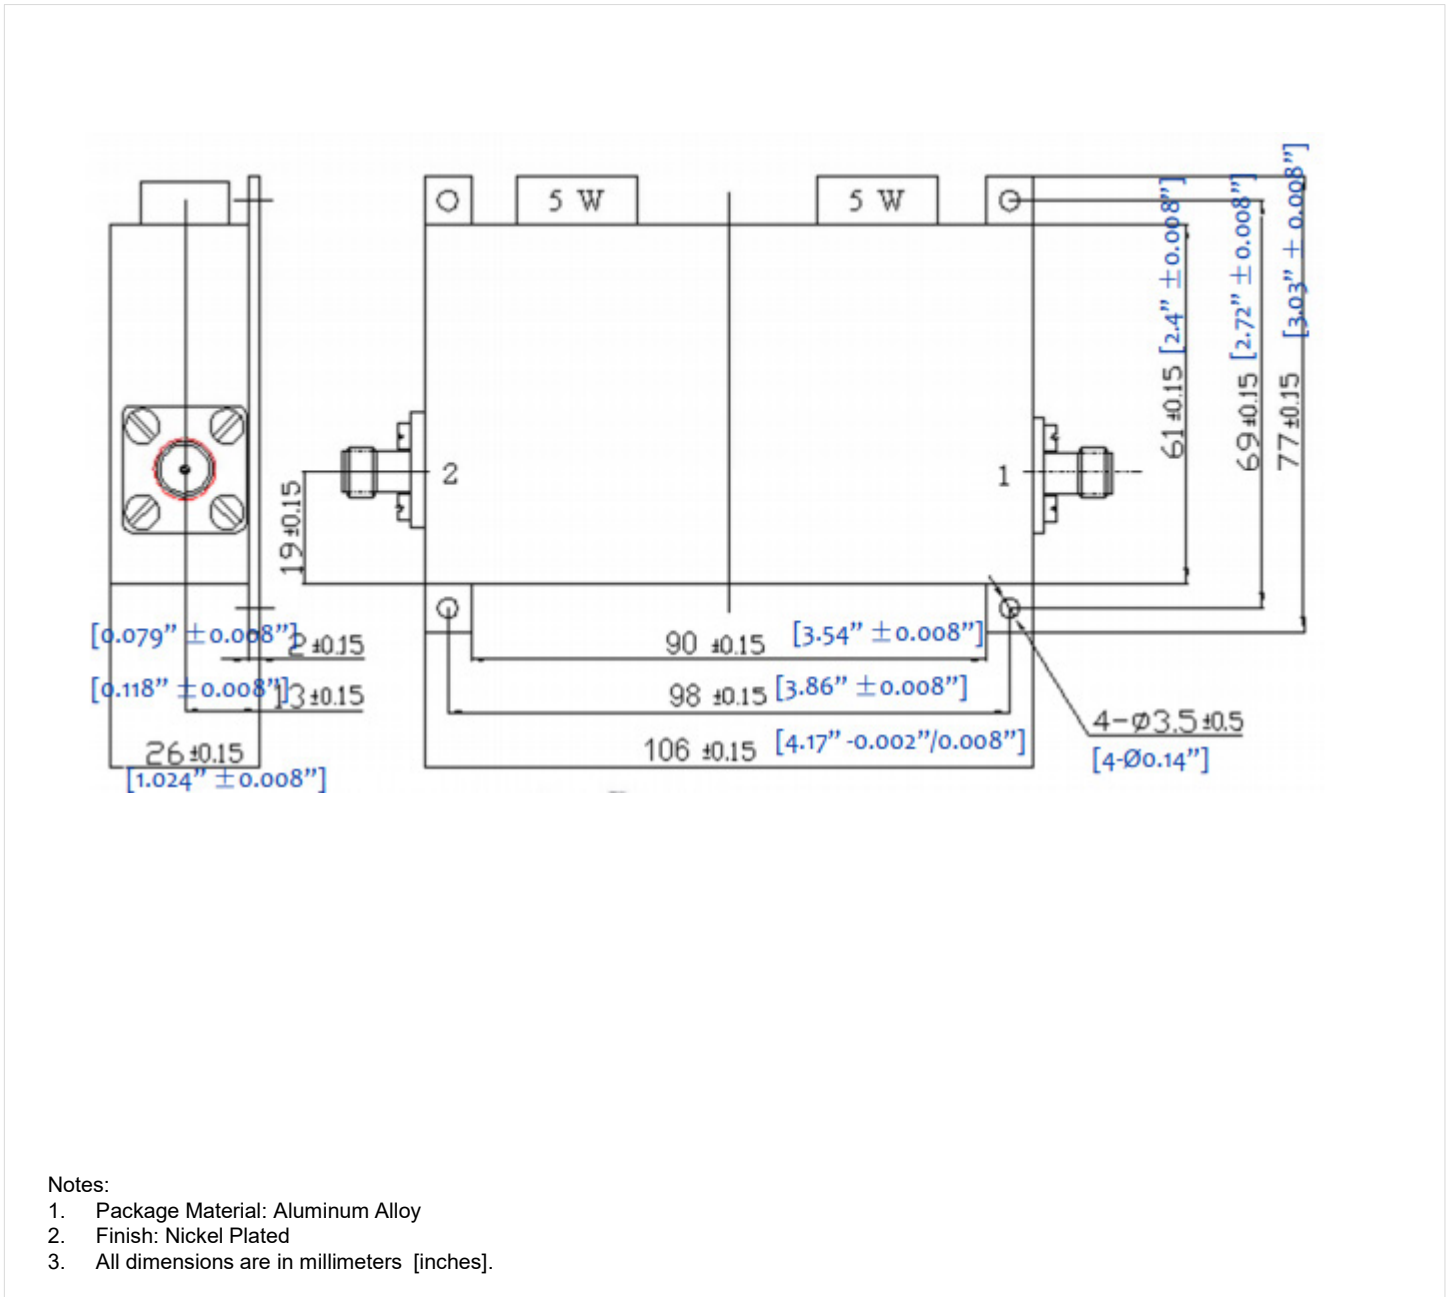 5 W
5 W
[2.4” ±0.008”]
[2.72” ±0.008”]
[3.03” ± 0.008”]
61±0.15
69±0.15
77±0.15
2
1
19±0.15
[0.079” ±0.008”]
2±0.15
90 ±0.15
[3.54” ±0.008”]
[0.118” ±0.008”]
13±0.15
98 ±0.15
[3.86” ±0.008”]
4-Ø3.5±0.5
26±0.15
106 ±0.15
[4.17” -0.002”/0.008”]
[4-Ø0.14”]
[1.024” ±0.008”]
Notes:
1. Package Material: Aluminum Alloy
2. Finish: Nickel Plated
3. All dimensions are in millimeters [inches].